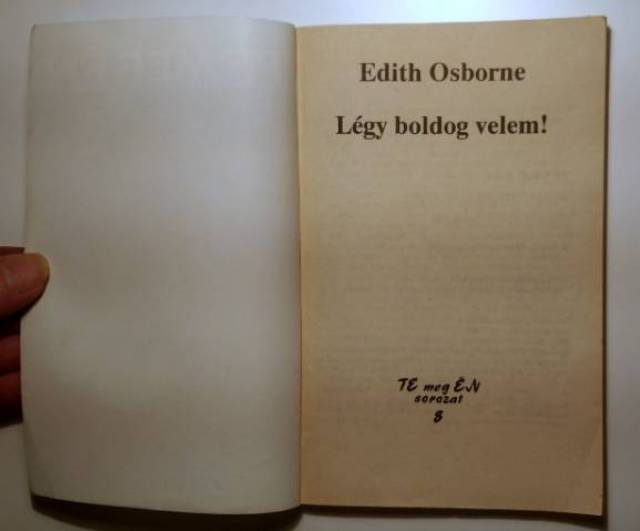 Edith Osborne
Légy boldog velem!
TE meg ÉN
sorozat
8